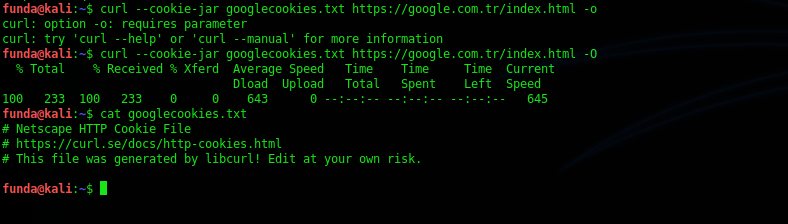 funda@kali:~$ curl --cookie-jar googlecookies.txt https://google.com.tr/index.html -o
curl: option -o: requires parameter
curl: try 'curl --help' or 'curl --manual' for more information
funda@kali:~$ curl --cookie-jar googlecookies.txt https://google.com.tr/index.html -O
  % Total    % Received % Xferd  Average Speed   Time    Time     Time  Current
                                 Dload  Upload   Total   Spent    Left  Speed
100   233  100   233    0     0    643      0 --:--:-- --:--:-- --:--:--   645
funda@kali:~$ cat googlecookies.txt
# Netscape HTTP Cookie File
# https://curl.se/docs/http-cookies.html
# This file was generated by libcurl! Edit at your own risk.
funda@kali:~$